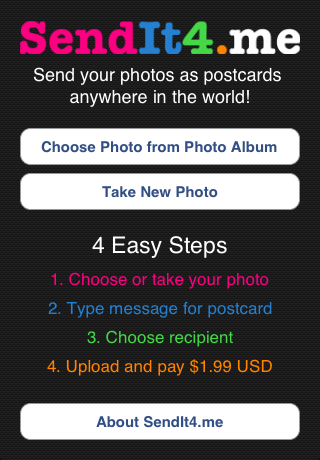 SendIt4.me
Send your photos as postcards
anywhere in the world!
Choose Photo from Photo Album
Take New Photo
4 Easy Steps
1. Choose or take your photo
2. Type message for postcard
3. Choose recipient
4. Upload and pay $1.99 USD
About SendIt4.me